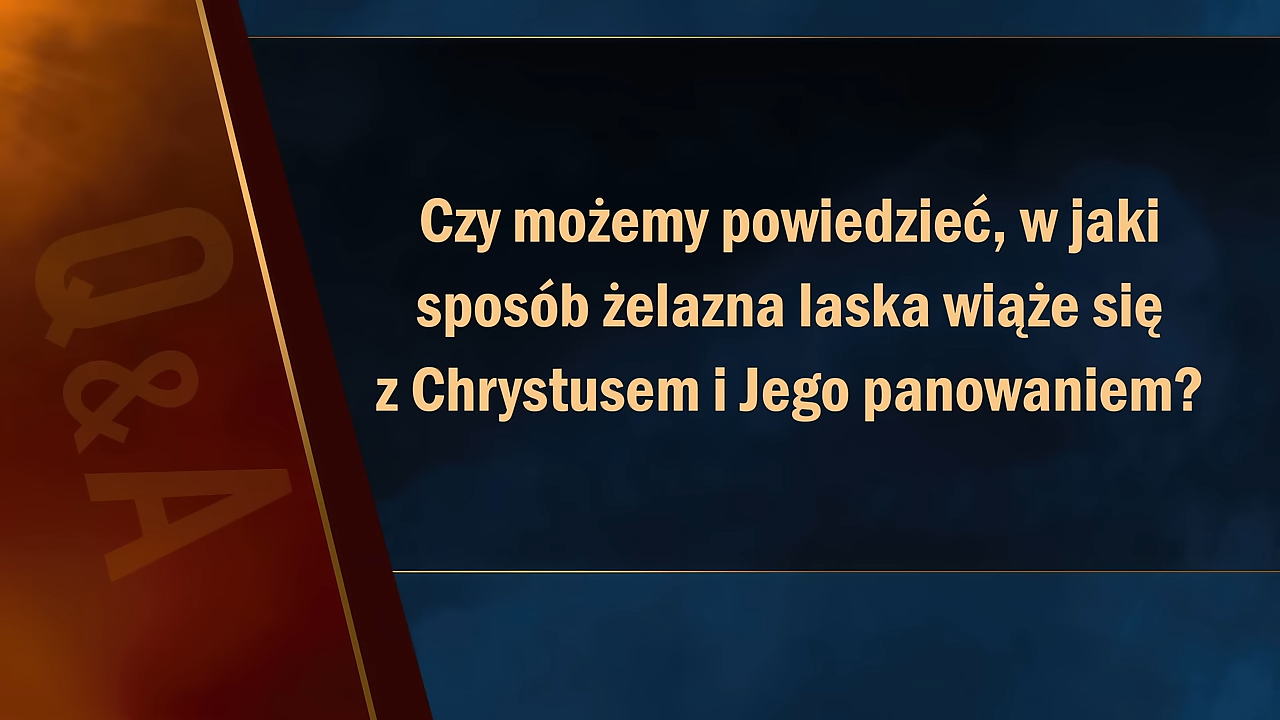 Q & A
Czy możemy powiedzieć, w jaki
sposób żelazna laska wiąże się
z Chrystusem i Jego panowaniem?